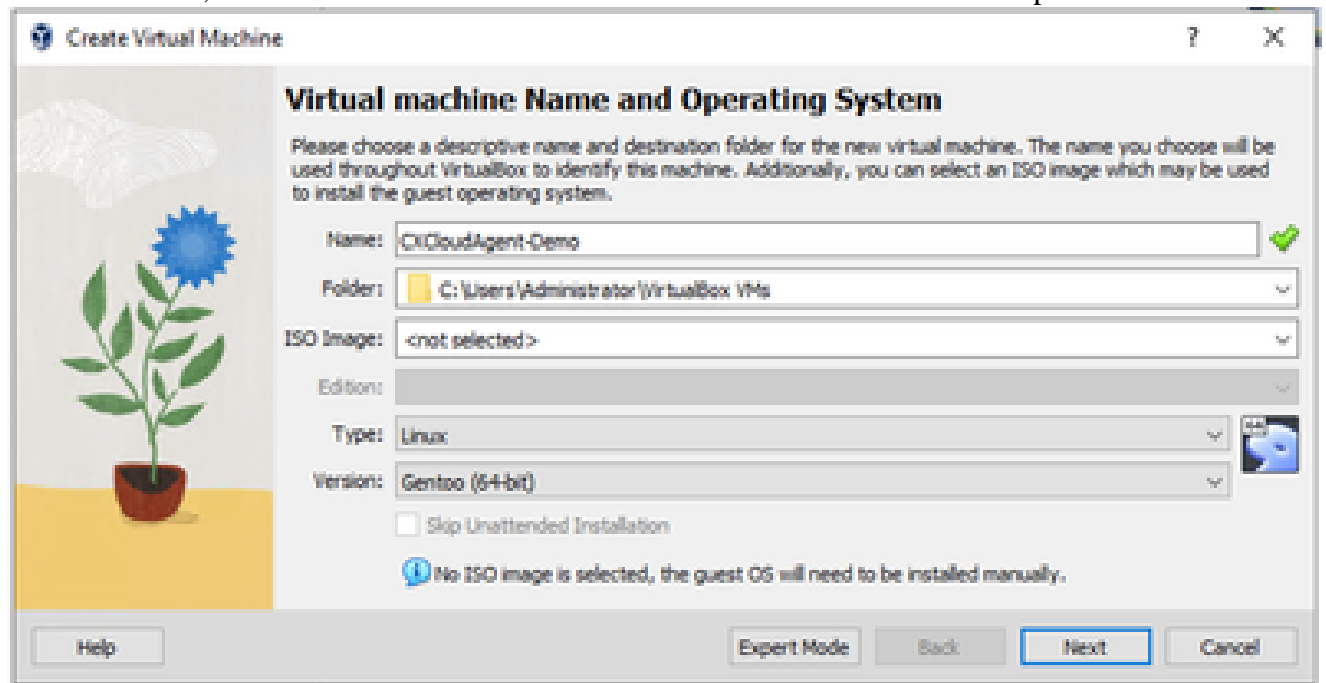 Create Virtual Machine
?
Virtual machine Name and Operating System
Please choose a descriptive name and destination folder for the new virtual machine. The name you choose will be
used throughout VirtualBox to identify this machine. Additionally, you can select an ISO image which may be used
to install the guest operating system.
Name: CXCloudAgent-Demo
Folder: C:\Users\Administrator\VirtualBox VMs
ISO Image: <not selected>
Edition:
Type: Linux
64
Version: Gentoo (64-bit)
Skip Unattended Installation
No ISO image is selected, the guest OS will need to be installed manually.
Help Expert Mode Back Next Cancel